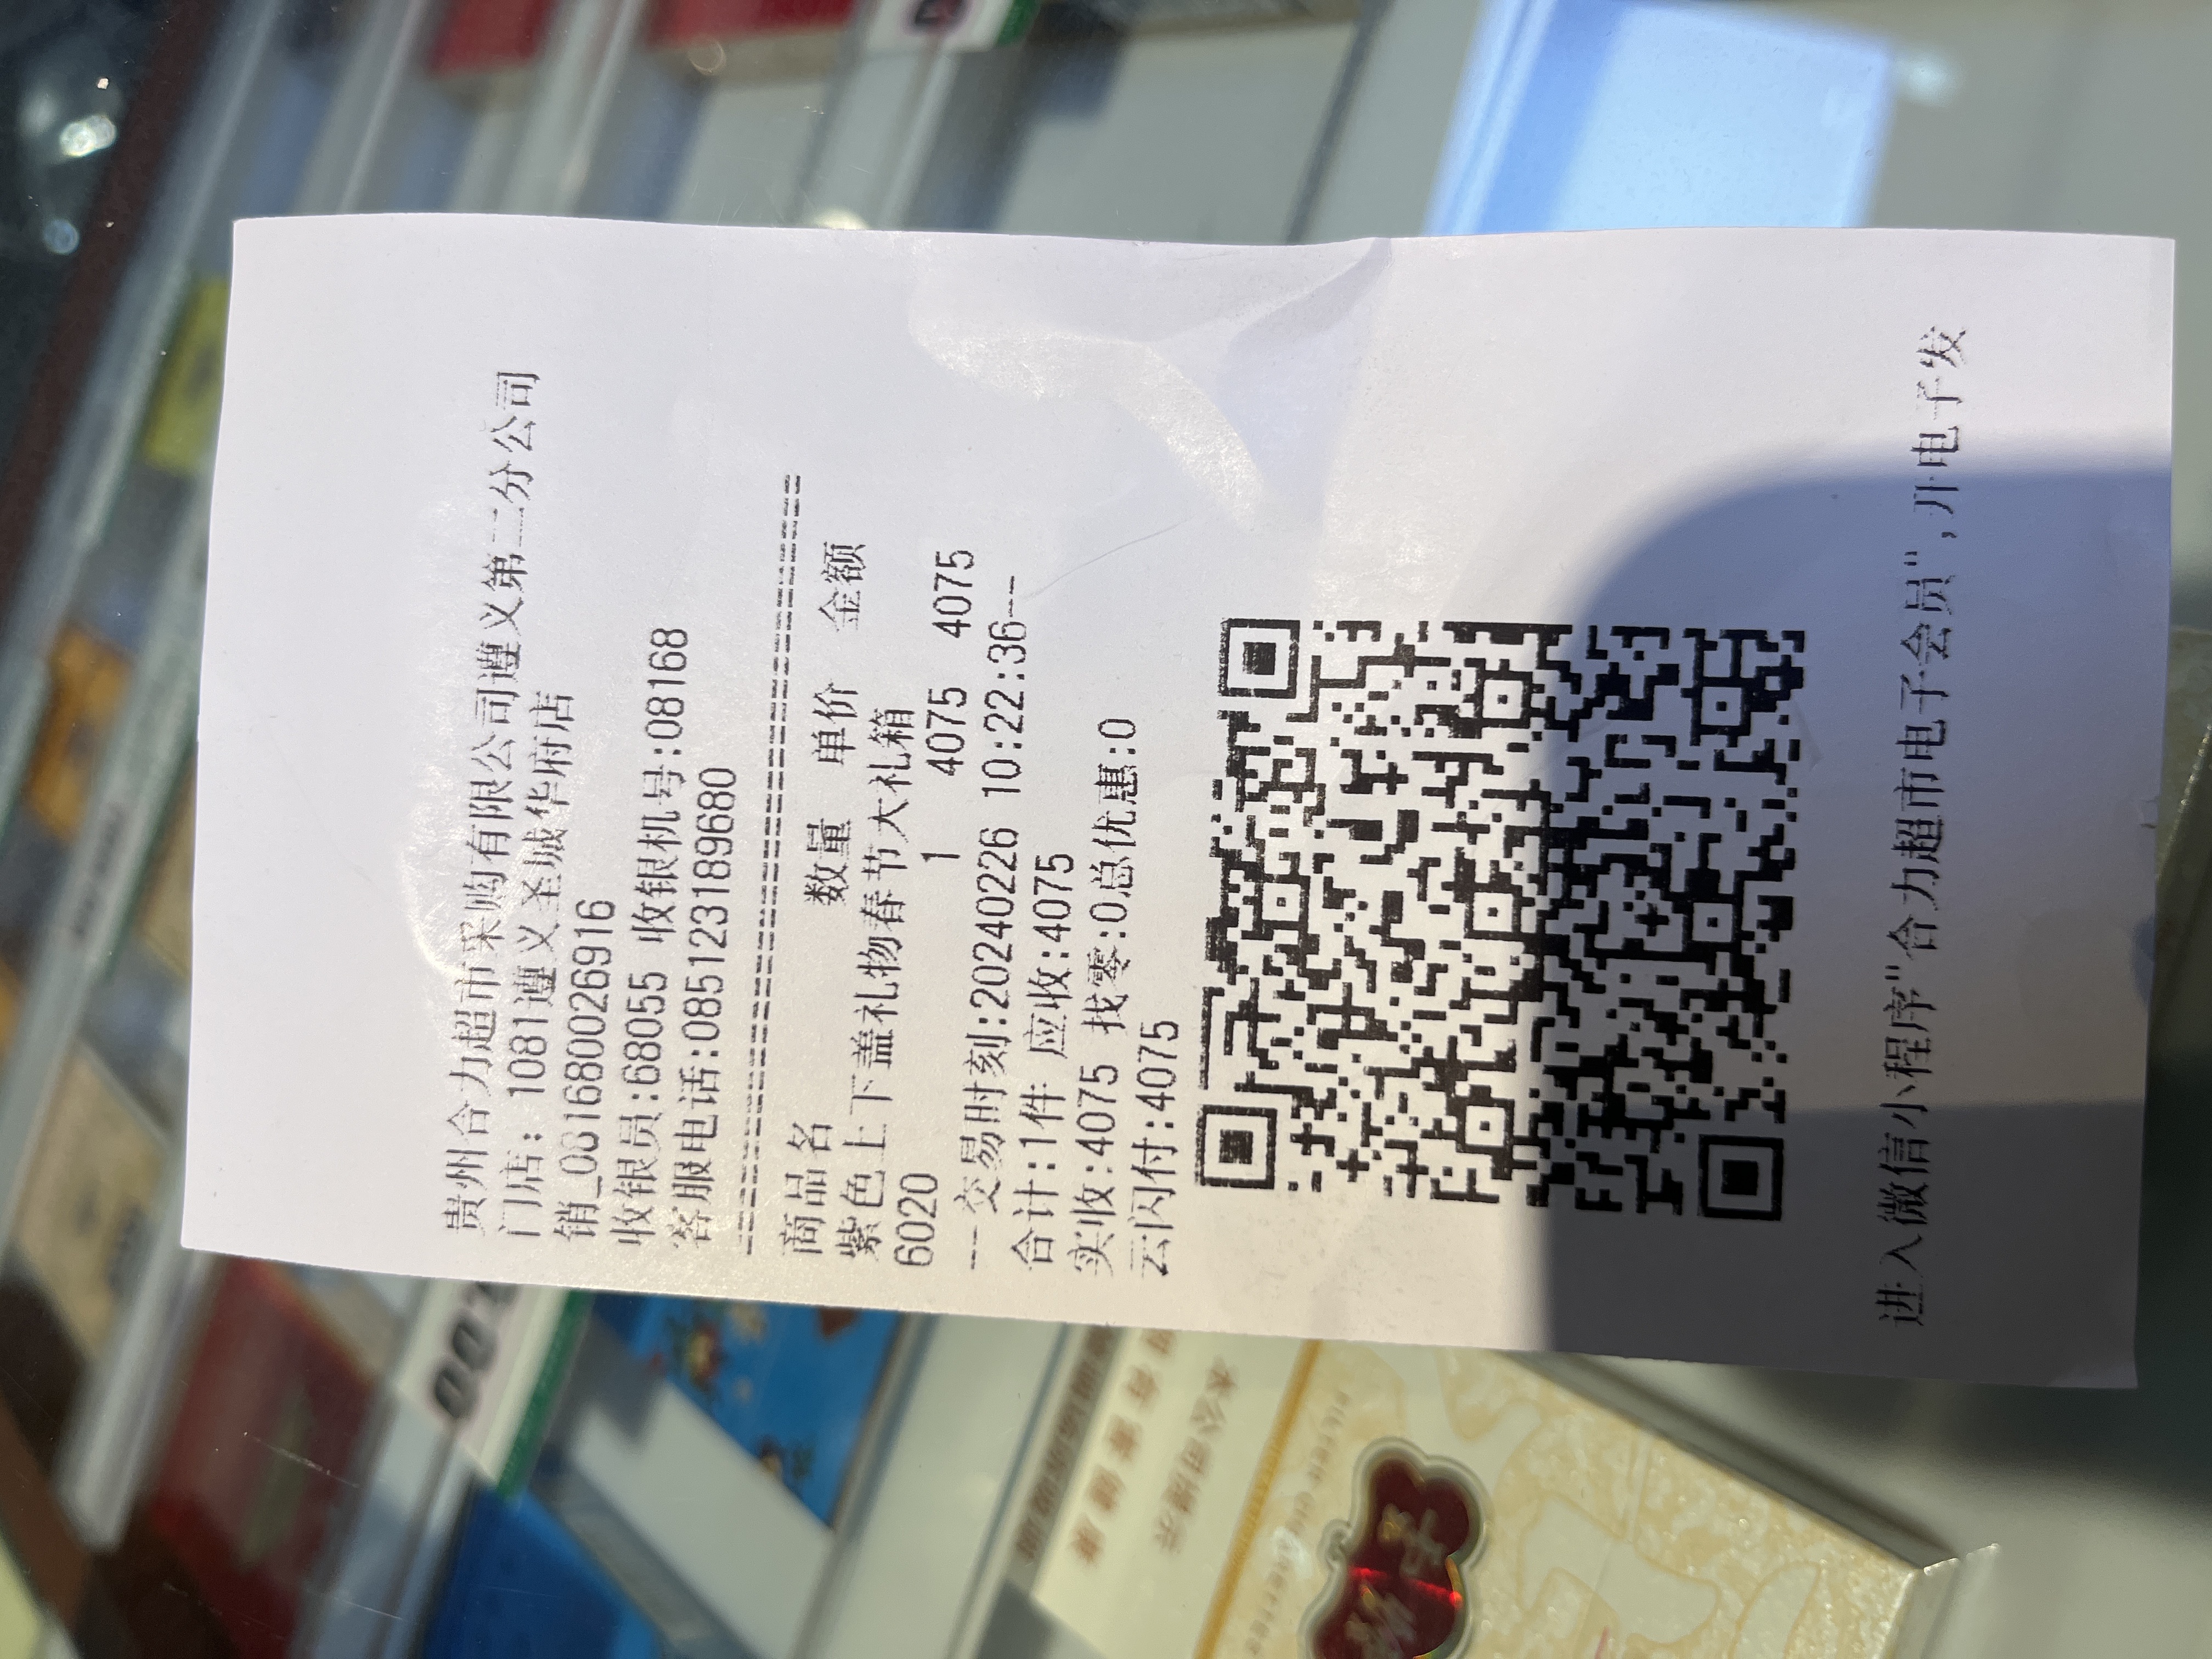 贵州合力超市采购有限公司遵义第二分公司
门店: 1081遵义圣城华府店
销_081680026916
收银员:68055 收银机号:08168
客服电话:085123189680
商品名 数量 单价 金额
紫色上下盖礼物春节大礼箱
6020 1 4075 4075
---交易时刻:20240226 10:22:36---
合计:1件 应收:4075
实收:4075 找零:0总优惠:0
云闪付:4075
进入微信小程序"合力超市电子会员",开电子发